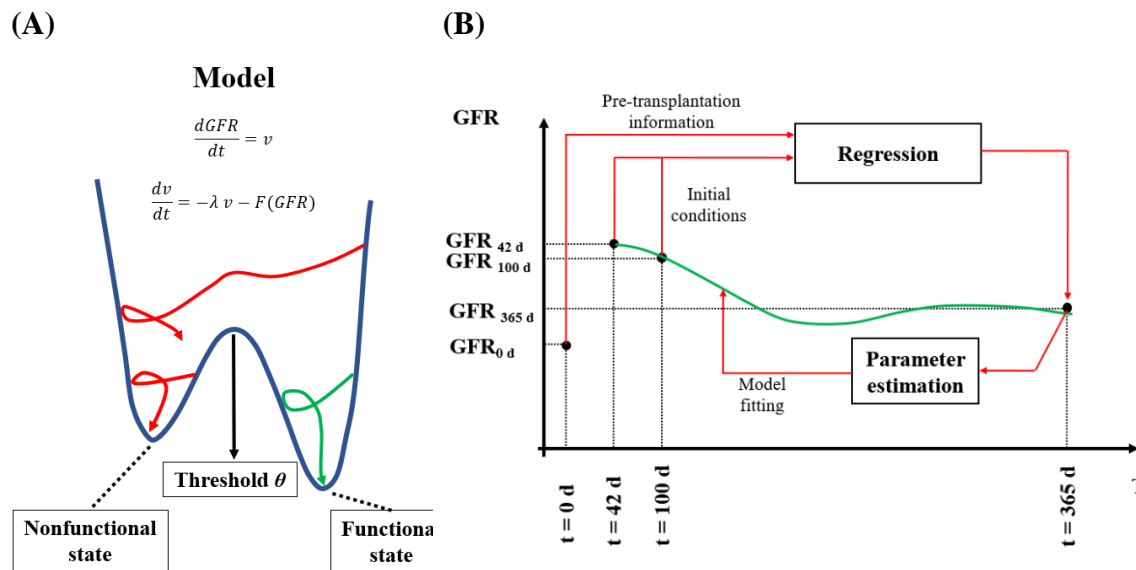 (A)
Model
dGFR/dt = v
dv/dt = −λ v − F(GFR)
Threshold θ
Nonfunctional
state
Functiona
state
(B)
GFR
Pre-transplantation
information
Regression
Initial
conditions
GFR 42 d
GFR 100 d
GFR 365 d
GFR0 d
Parameter
estimation
Model
fitting
t = 0 d
t = 42 d
t = 100 d
t = 365 d